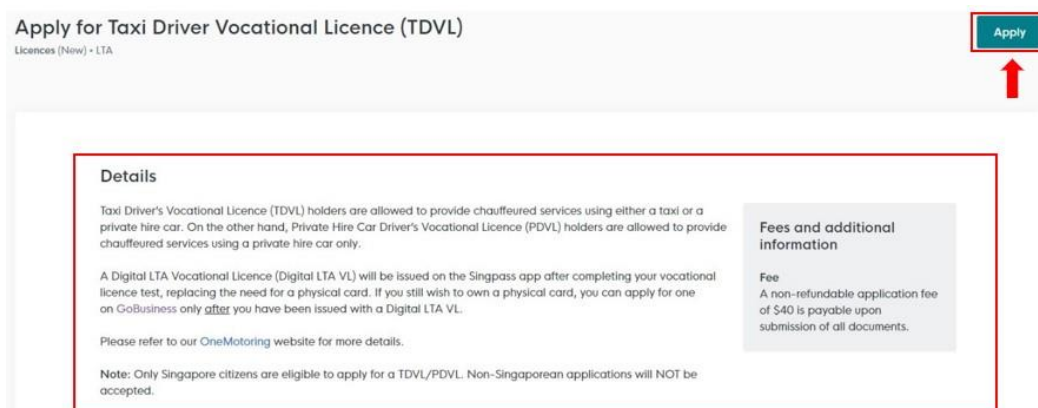 Apply for Taxi Driver Vocational Licence (TDVL)
Licences (New) • LTA
Apply
Details
Taxi Driver's Vocational Licence (TDVL) holders are allowed to provide chauffeured services using either a taxi or a
private hire car. On the other hand, Private Hire Car Driver's Vocational Licence (PDVL) holders are allowed to provide
chauffeured services using a private hire car only.
A Digital LTA Vocational Licence (Digital LTA VL) will be issued on the Singpass app after completing your vocational
licence test, replacing the need for a physical card. If you still wish to own a physical card, you can apply for one
on GoBusiness only after you have been issued with a Digital LTA VL.
Please refer to our OneMotoring website for more details.
Note: Only Singapore citizens are eligible to apply for a TDVL/PDVL. Non-Singaporean applications will NOT be
accepted.
Fees and additional
information
Fee
A non-refundable application fee
of $40 is payable upon
submission of all documents.